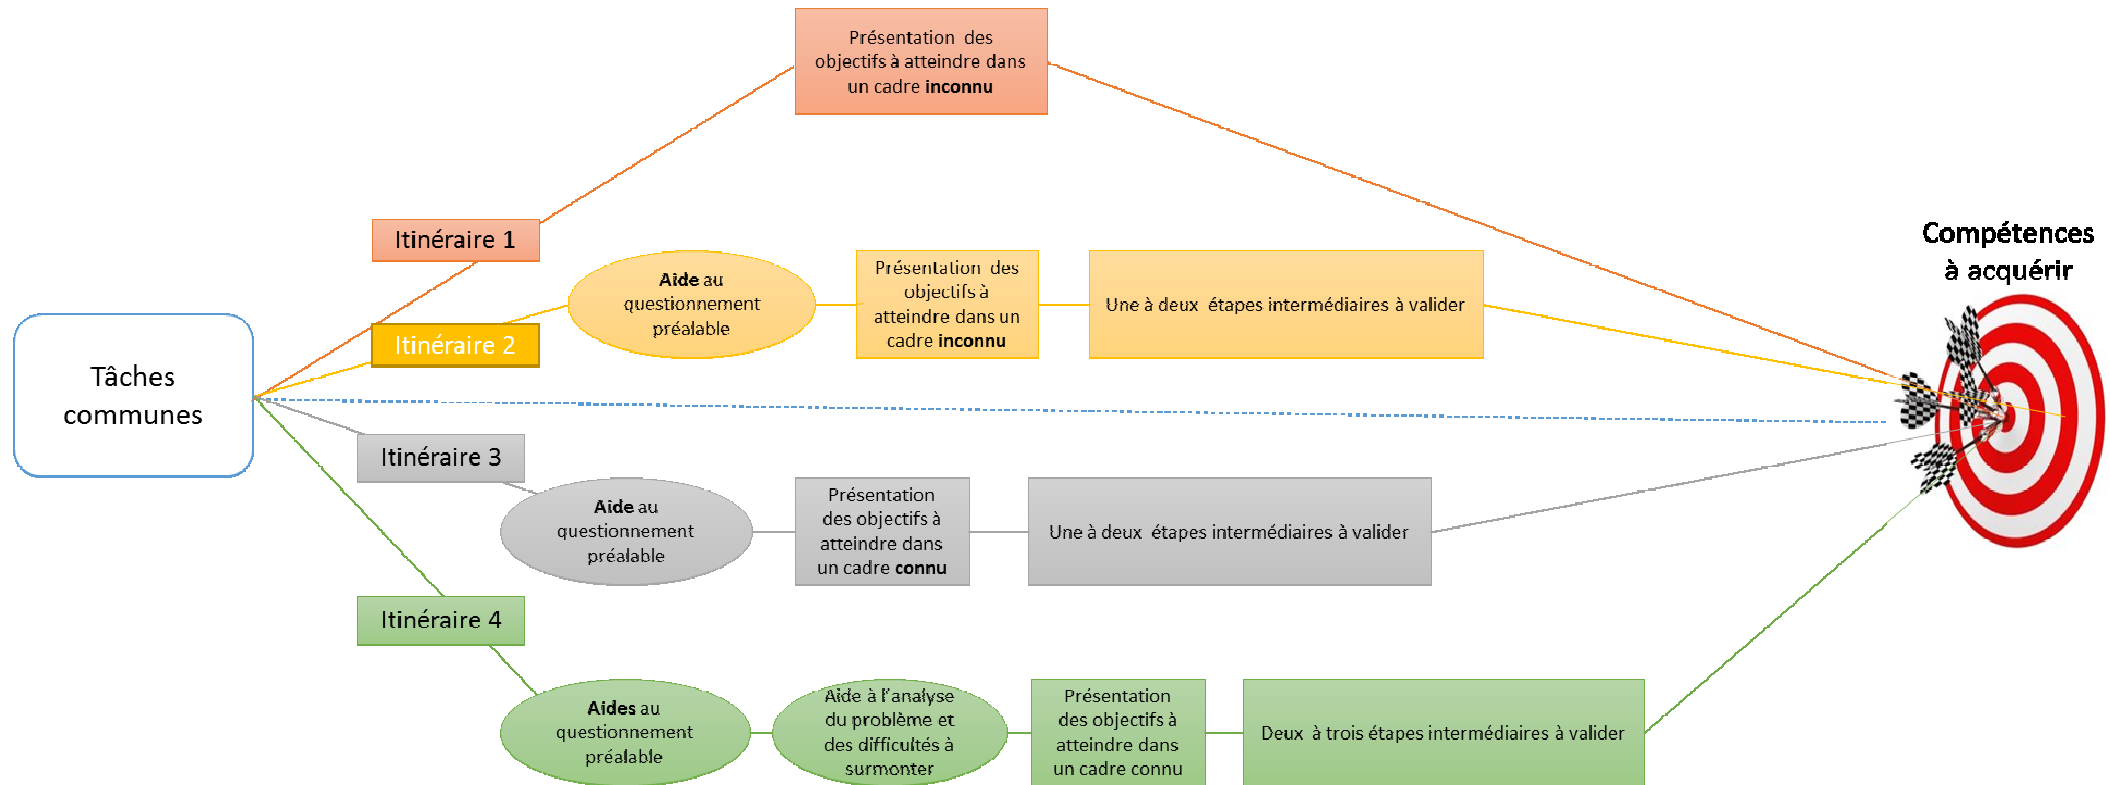 Présentation des
objectifs à atteindre dans
un cadre inconnu
Compétences
à acquérir
Itinéraire 1
Aide au
questionnement
préalable
Présentation des
objectifs à
atteindre dans un
cadre inconnu
Une à deux étapes intermédiaires à valider
Itinéraire 2
Tâches
communes
Itinéraire 3
Aide au
questionnement
préalable
Présentation
des objectifs à
atteindre dans
un cadre connu
Une à deux étapes intermédiaires à valider
Itinéraire 4
Aides au
questionnement
préalable
Aide à l'analyse
du problème et
des difficultés à
surmonter
Présentation
des objectifs à
atteindre dans
un cadre connu
Deux à trois étapes intermédiaires à valider